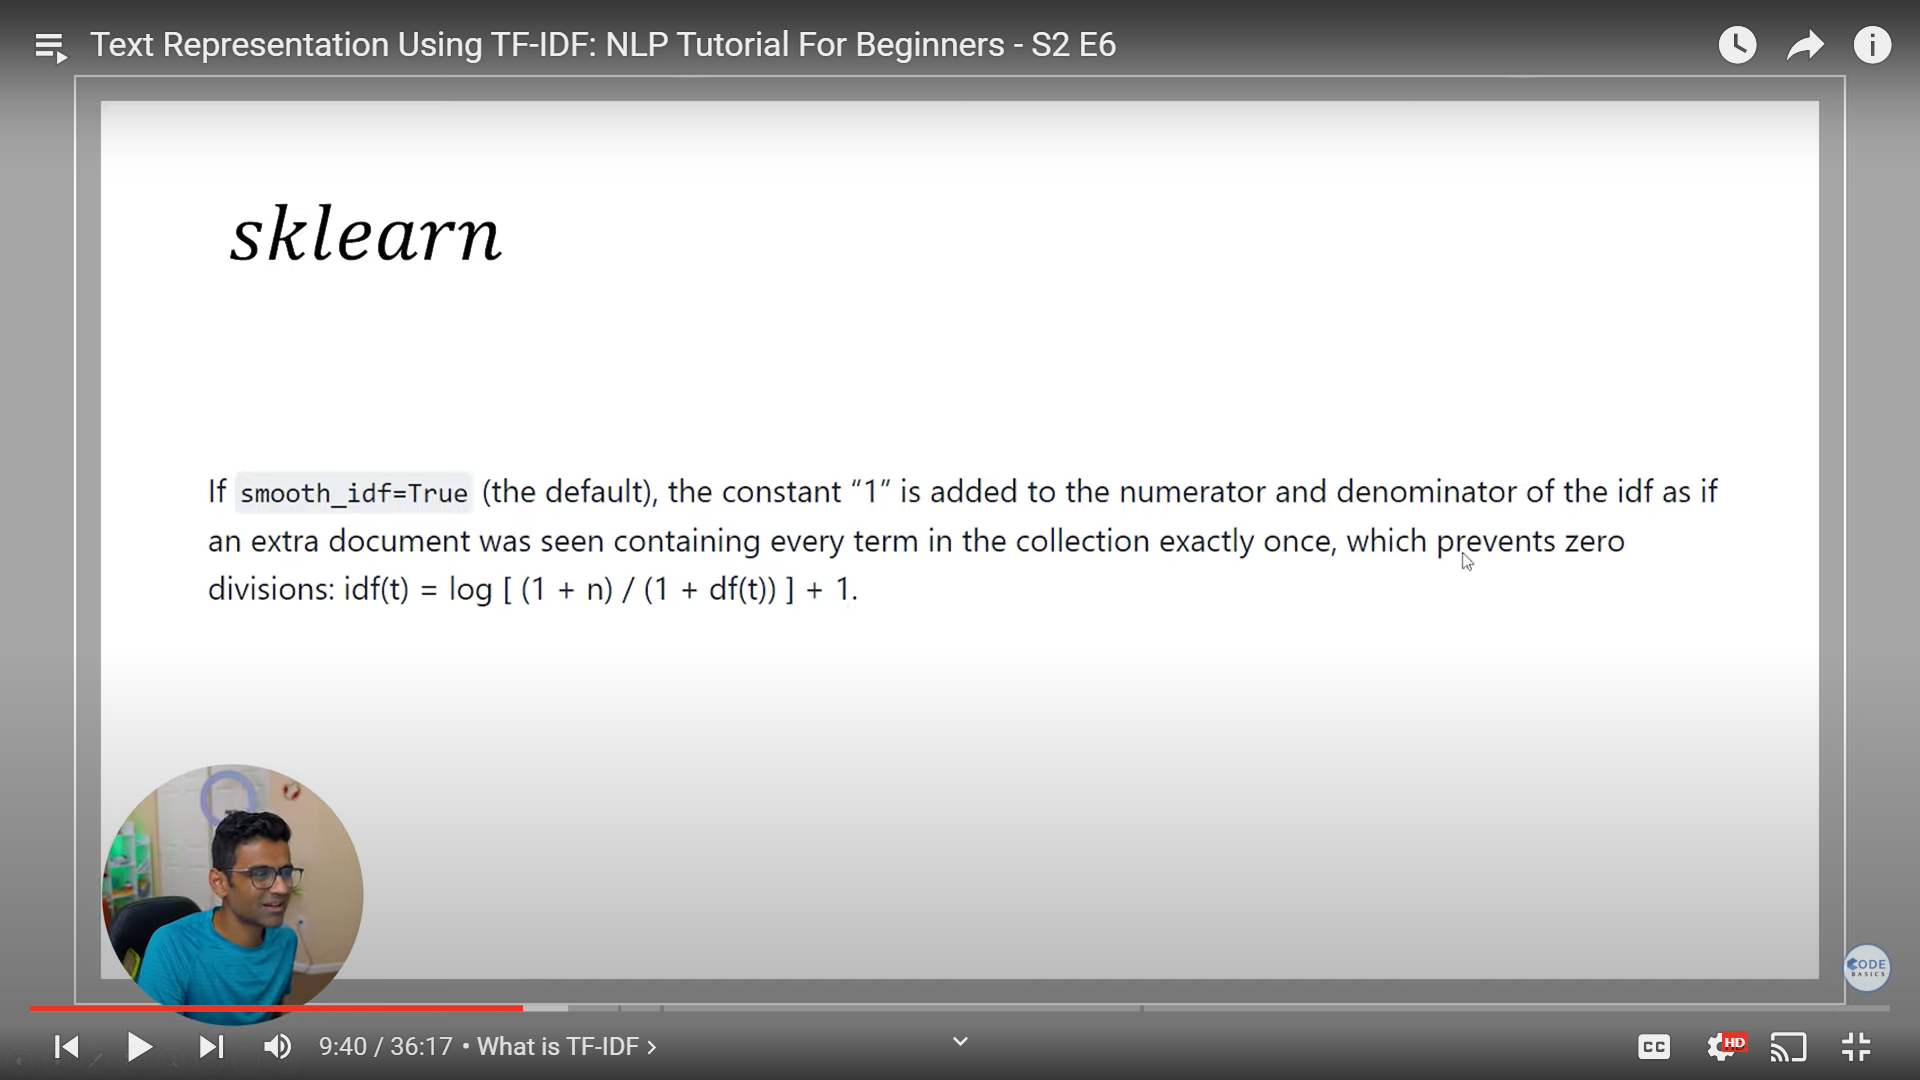 Text Representation Using TF-IDF: NLP Tutorial For Beginners - S2 E6
sklearn
If smooth_idf=True (the default), the constant “1” is added to the numerator and denominator of the idf as if
an extra document was seen containing every term in the collection exactly once, which prevents zero
divisions: idf(t) = log [ (1 + n) / (1 + df(t)) ] + 1.
CODE
BASICS
9:40 / 36:17 • What is TF-IDF >
CC
HD